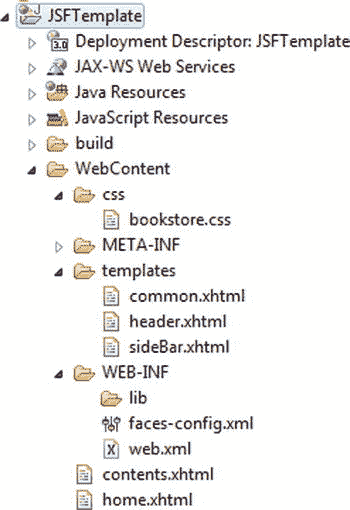 JSFTemplate
3.0 Deployment Descriptor: JSFTemplate
JAX-WS Web Services
Java Resources
JavaScript Resources
build
WebContent
css
bookstore.css
META-INF
templates
common.xhtml
header.xhtml
sideBar.xhtml
WEB-INF
lib
faces-config.xml
X web.xml
contents.xhtml
home.xhtml